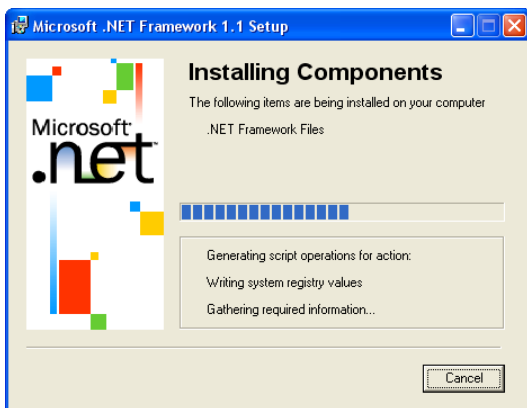 Microsoft .NET Framework 1.1 Setup
Installing Components
The following items are being installed on your computer
.NET Framework Files
Microsoft
.net
Generating script operations for action:
Writing system registry values
Gathering required information...
Cancel